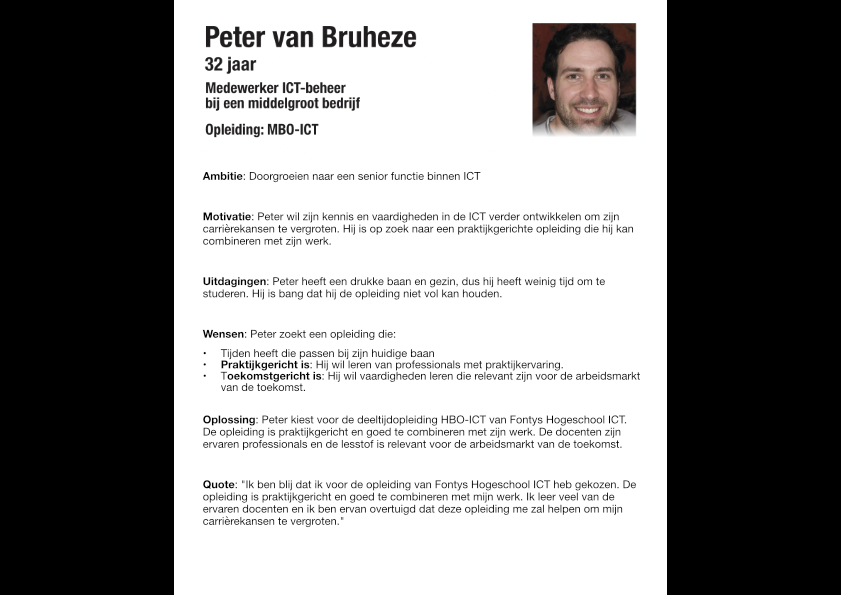 Peter van Bruheze
32 jaar
Medewerker ICT-beheer
bij een middelgroot bedrijf
Opleiding: MBO-ICT
Ambitie: Doorgroeien naar een senior functie binnen ICT
Motivatie: Peter wil zijn kennis en vaardigheden in de ICT verder ontwikkelen om zijn
carrièrekansen te vergroten. Hij is op zoek naar een praktijkgerichte opleiding die hij kan
combineren met zijn werk.
Uitdagingen: Peter heeft een drukke baan en gezin, dus hij heeft weinig tijd om te
studeren. Hij is bang dat hij de opleiding niet vol kan houden.
Wensen: Peter zoekt een opleiding die:
• Tijden heeft die passen bij zijn huidige baan
• Praktijkgericht is: Hij wil leren van professionals met praktijkervaring.
• Toekomstgericht is: Hij wil vaardigheden leren die relevant zijn voor de arbeidsmarkt
van de toekomst.
Oplossing: Peter kiest voor de deeltijdopleiding HBO-ICT van Fontys Hogeschool ICT.
De opleiding is praktijkgericht en goed te combineren met zijn werk. De docenten zijn
ervaren professionals en de lesstof is relevant voor de arbeidsmarkt van de toekomst.
Quote: "Ik ben blij dat ik voor de opleiding van Fontys Hogeschool ICT heb gekozen. De
opleiding is praktijkgericht en goed te combineren met mijn werk. Ik leer veel van de
ervaren docenten en ik ben ervan overtuigd dat deze opleiding me zal helpen om mijn
carrièrekansen te vergroten."